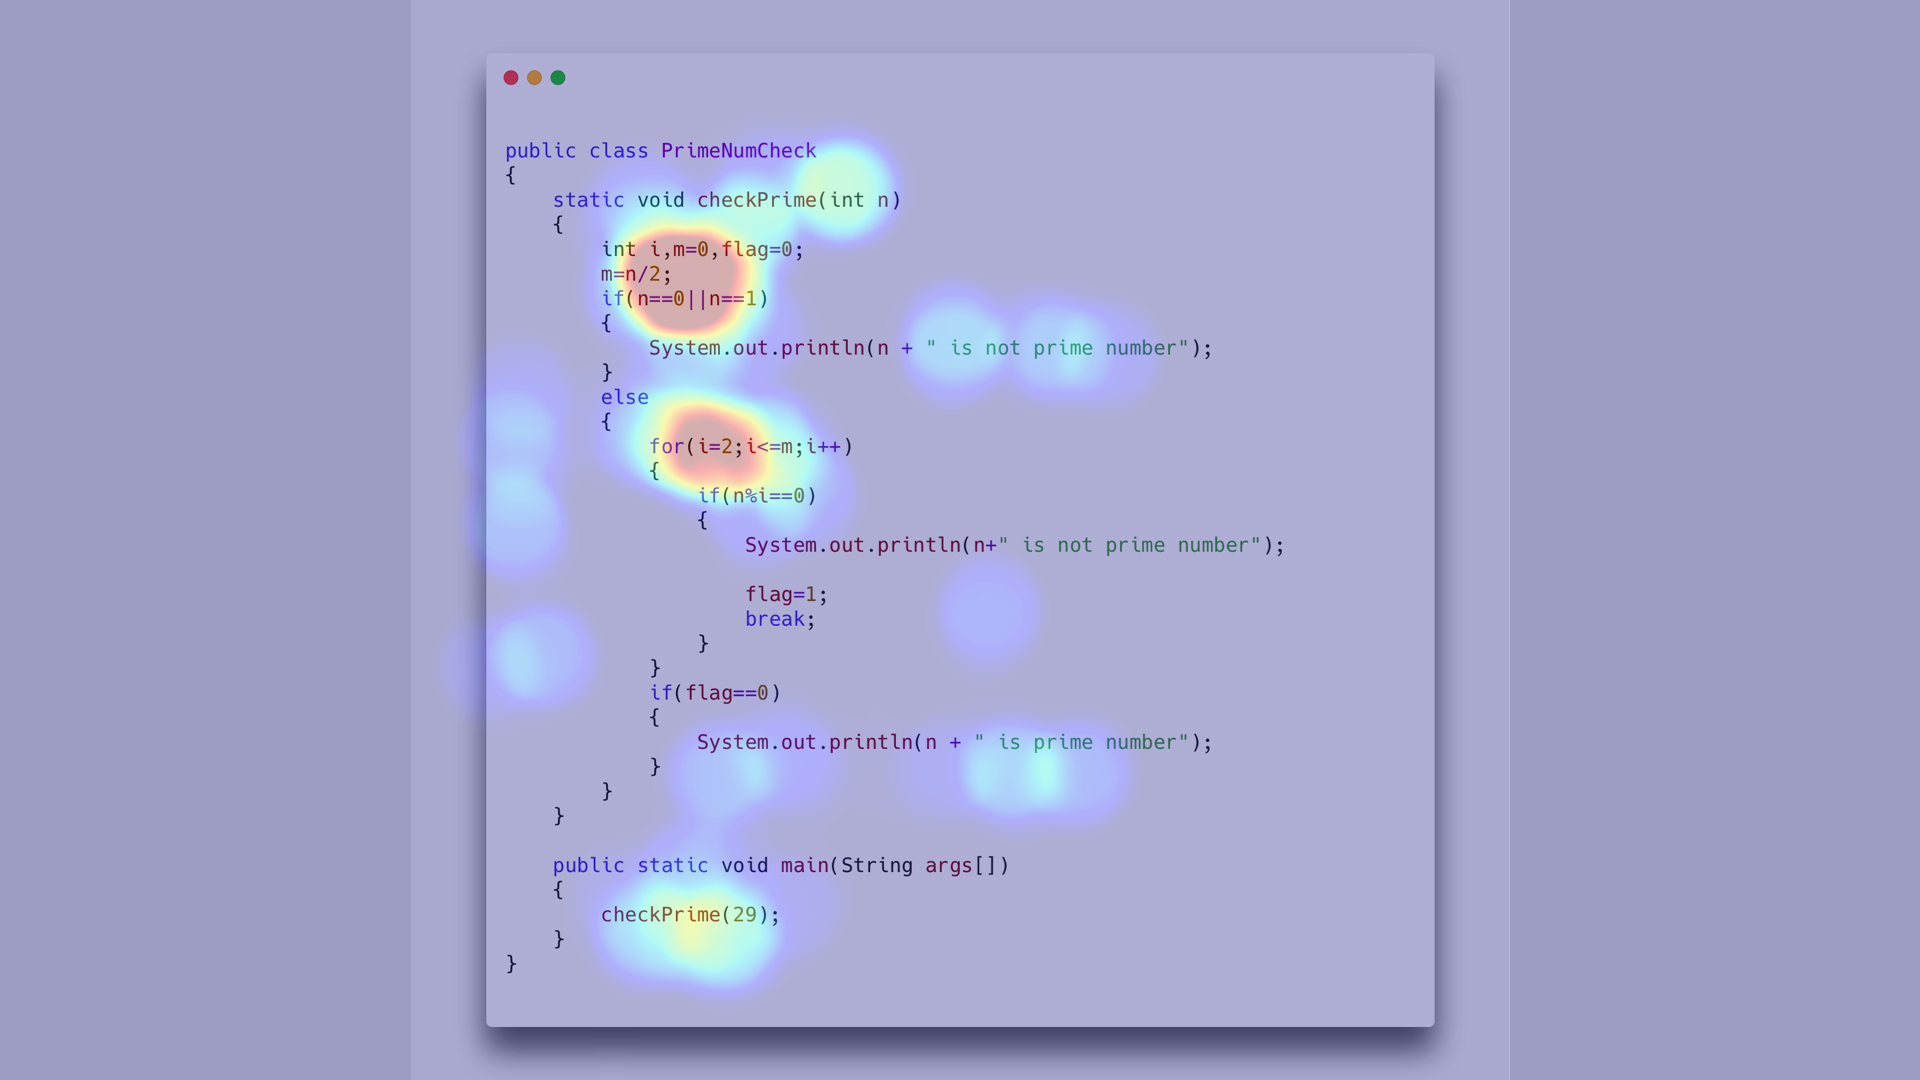 public class PrimeNumCheck
{
    static void checkPrime(int n)
    {
        int i,m=0,flag=0;
        m=n/2;
        if(n==0||n==1)
        {
            System.out.println(n + " is not prime number");
        }
        else
        {
            for(i=2;i<=m;i++)
            {
                if(n%i==0)
                {
                    System.out.println(n+" is not prime number");

                    flag=1;
                    break;
                }
            }
            if(flag==0)
            {
                System.out.println(n + " is prime number");
            }
        }
    }

    public static void main(String args[])
    {
        checkPrime(29);
    }
}